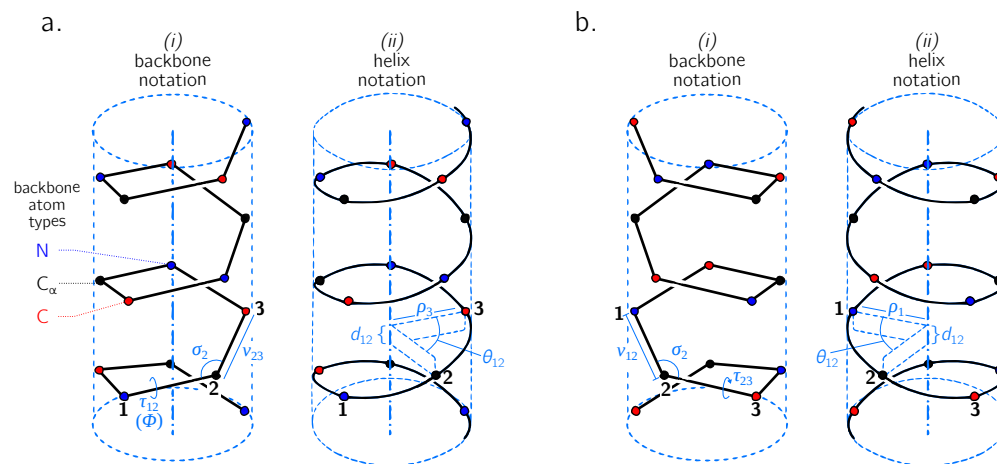 a.
(i)
backbone
notation
(ii)
helix
notation
backbone
atom
types
N
Cα
C
3
σ2
ν23
2
1
τ12
(Φ)
ρ3
3
d12
θ12
2
1
b.
(i)
backbone
notation
(ii)
helix
notation
1
ν12
σ2
2
τ23
3
1
ρ1
d12
θ12
2
3